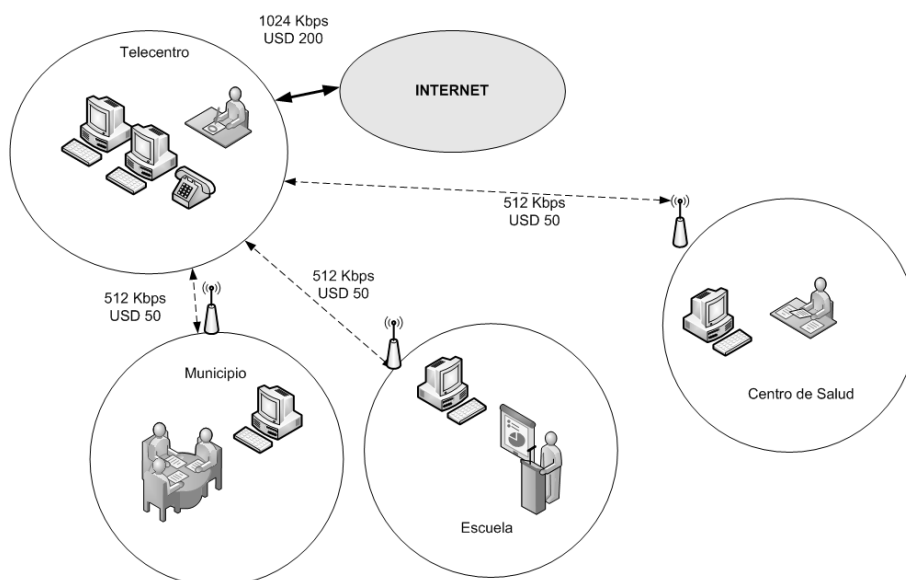 1024 Kbps
USD 200
Telecentro
INTERNET
512 Kbps
USD 50
512 Kbps
USD 50
512 Kbps
USD 50
Municipio
Centro de Salud
Escuela